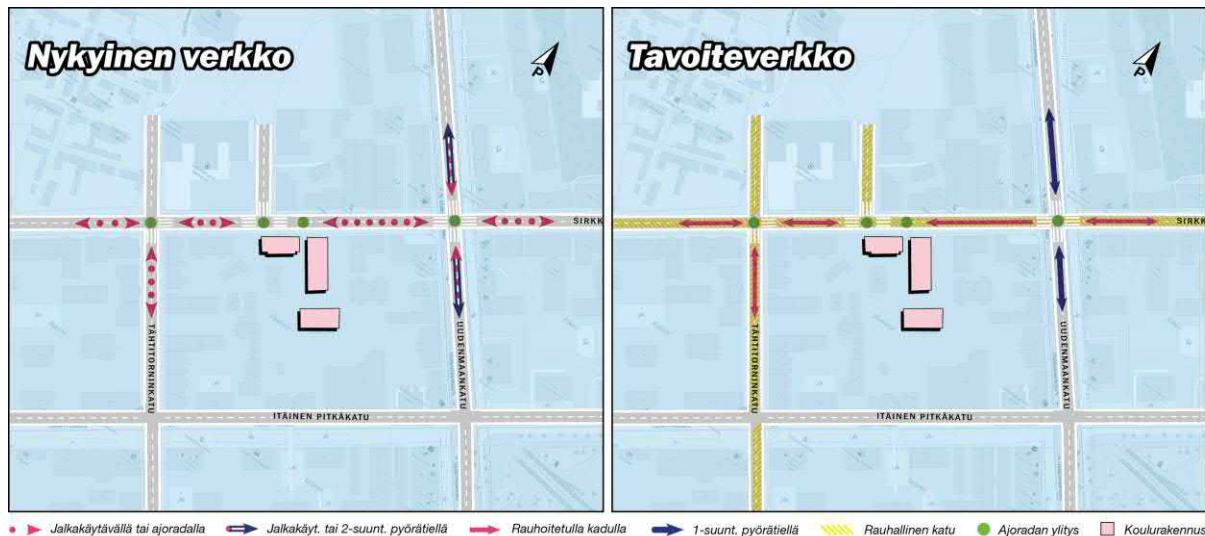 Nykyinen verkko
P
SIRKK
TÄHTITORNINKATU
UUDENMAANKATU
ITÄINEN PITKÄKATU
Tavoiteverkko
P
SIRKK
TÄHTITORNINKATU
UUDENMAANKATU
ITÄINEN PITKÄKATU
Jalkakäytävällä tai ajoradalla
Jalkakäyt. tai 2-suunt. pyörätiellä
Rauhoitetulla kadulla
1-suunt. pyörätiellä
Rauhallinen katu
Ajoradan ylitys
Koulurakennus